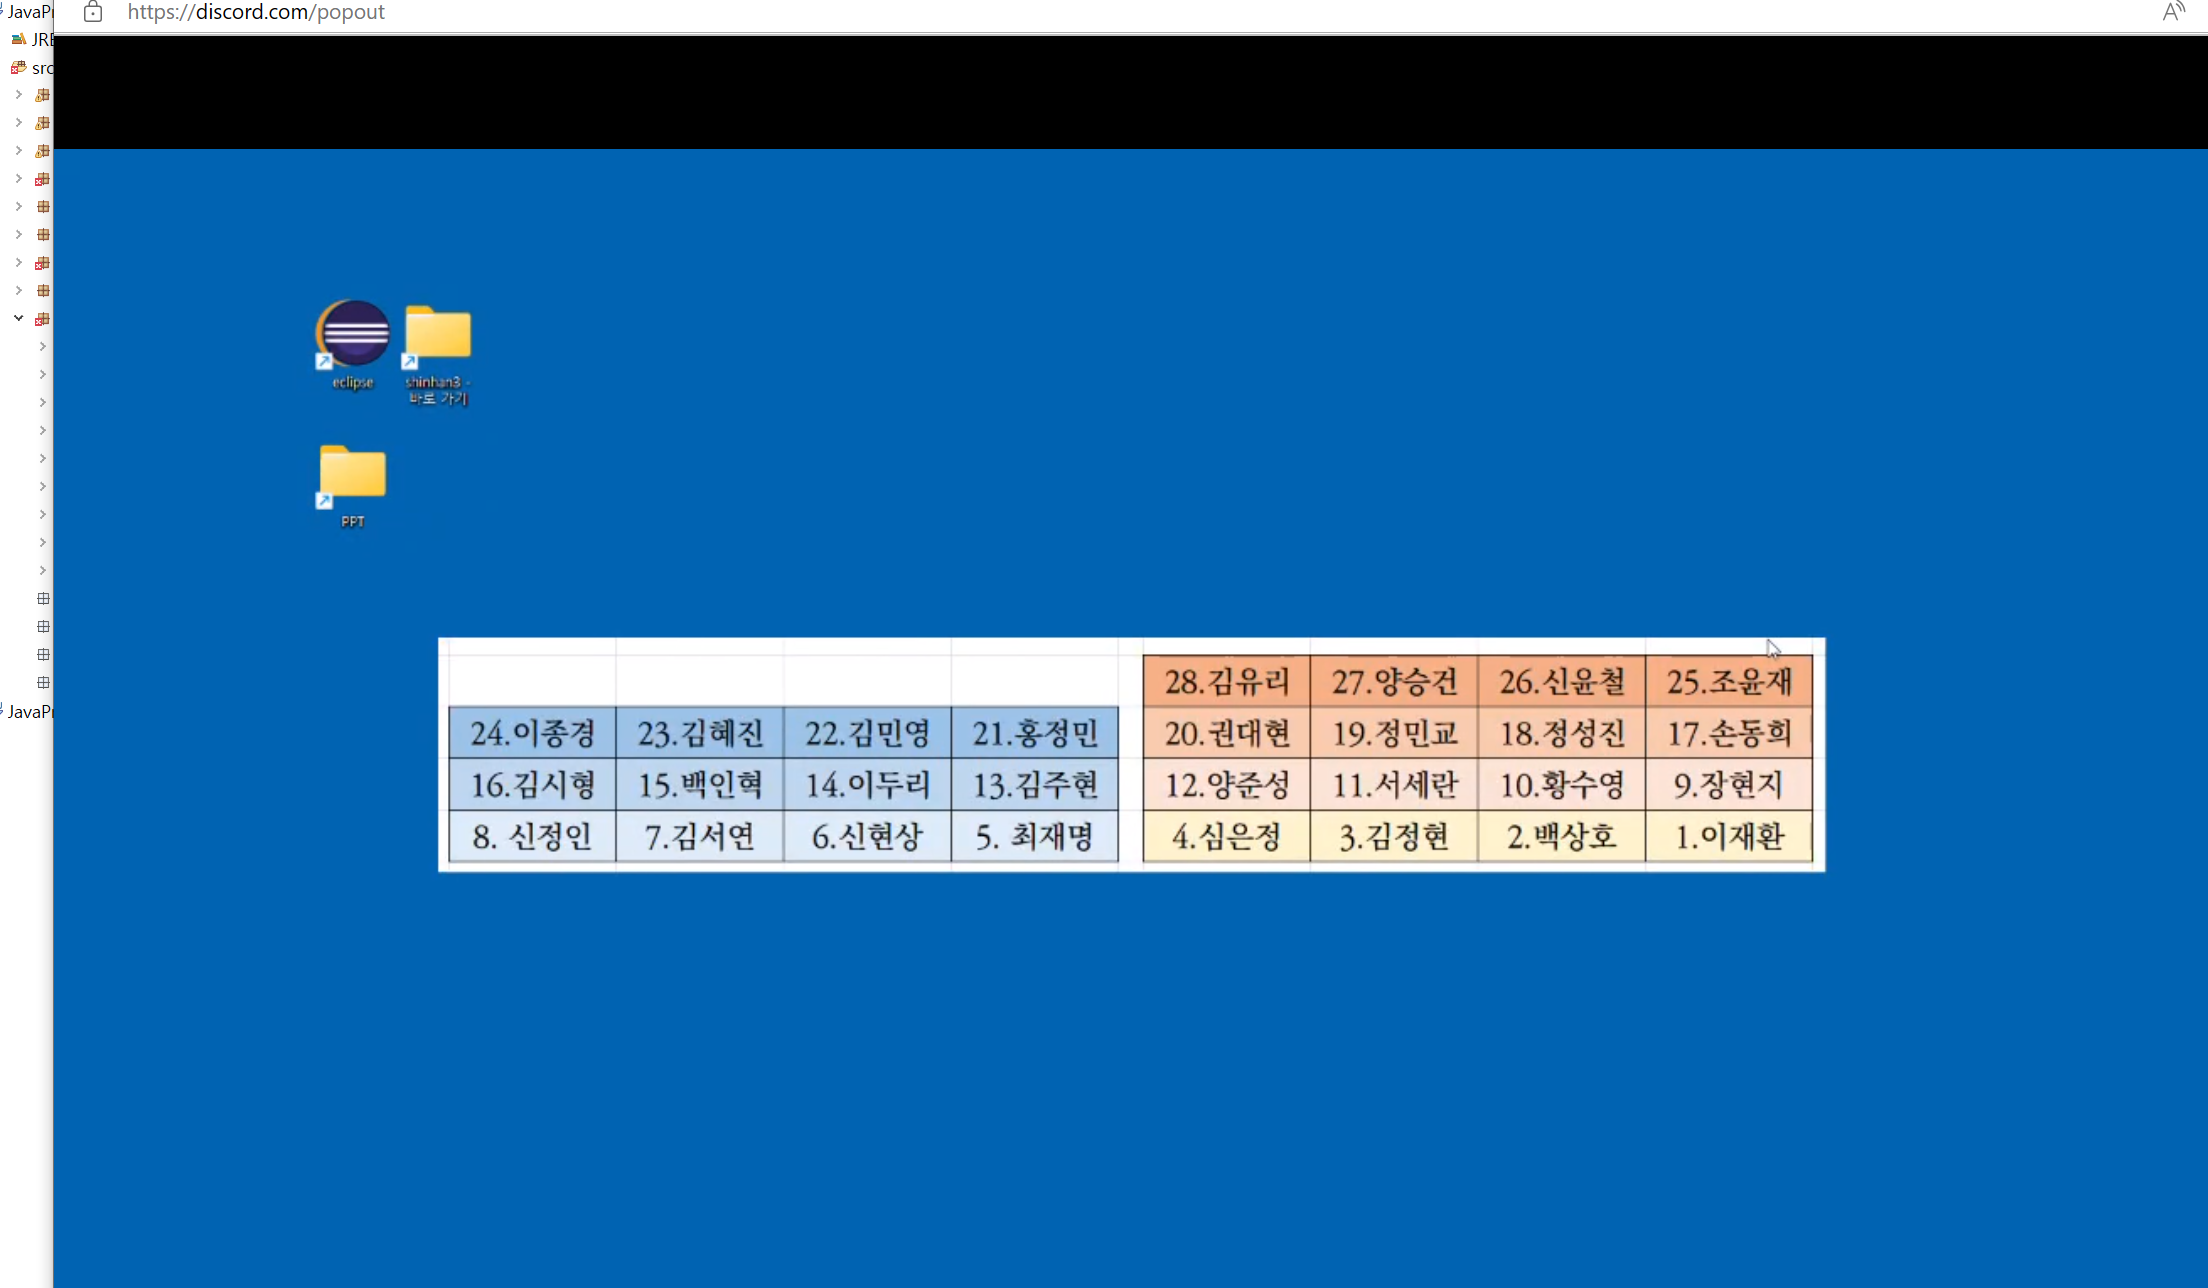 JavaPr
https://discord.com/popout
JRE
src
eclipse
shinhan3 -
바로 가기
PPT
28.김유리 27.양승건 26.신윤철 25.조윤재
24.이종경 23.김혜진 22.김민영 21.홍정민 20.권대현 19.정민교 18.정성진 17.손동희
16.김시형 15.백인혁 14.이두리 13.김주현 12.양준성 11.서세란 10.황수영 9.장현지
8. 신정인 7.김서연 6.신현상 5. 최재명 4.심은정 3.김정현 2.백상호 1.이재환
JavaPr